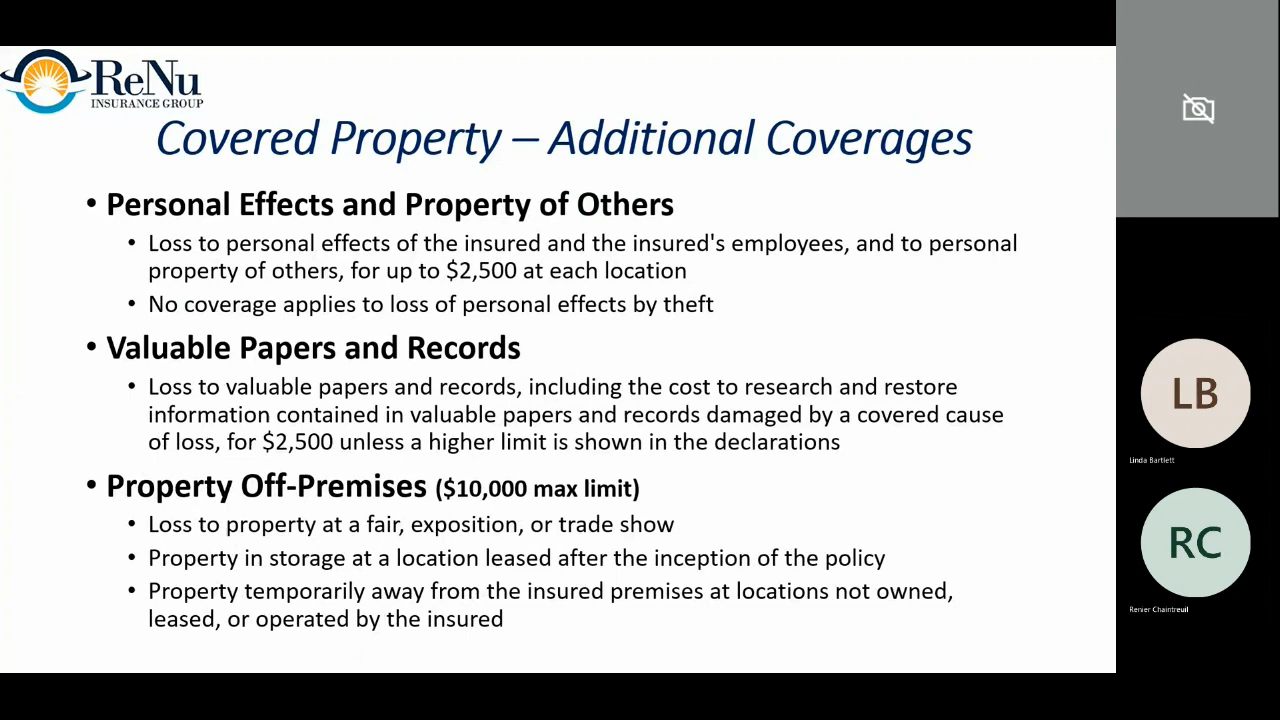 ReNu
INSURANCE GROUP
Covered Property – Additional Coverages
• Personal Effects and Property of Others
• Loss to personal effects of the insured and the insured's employees, and to personal
property of others, for up to $2,500 at each location
• No coverage applies to loss of personal effects by theft
• Valuable Papers and Records
• Loss to valuable papers and records, including the cost to research and restore
information contained in valuable papers and records damaged by a covered cause
of loss, for $2,500 unless a higher limit is shown in the declarations
• Property Off-Premises ($10,000 max limit)
• Loss to property at a fair, exposition, or trade show
• Property in storage at a location leased after the inception of the policy
• Property temporarily away from the insured premises at locations not owned,
leased, or operated by the insured
LB
Linda Bartlett
RC
Renier Chaintreuil